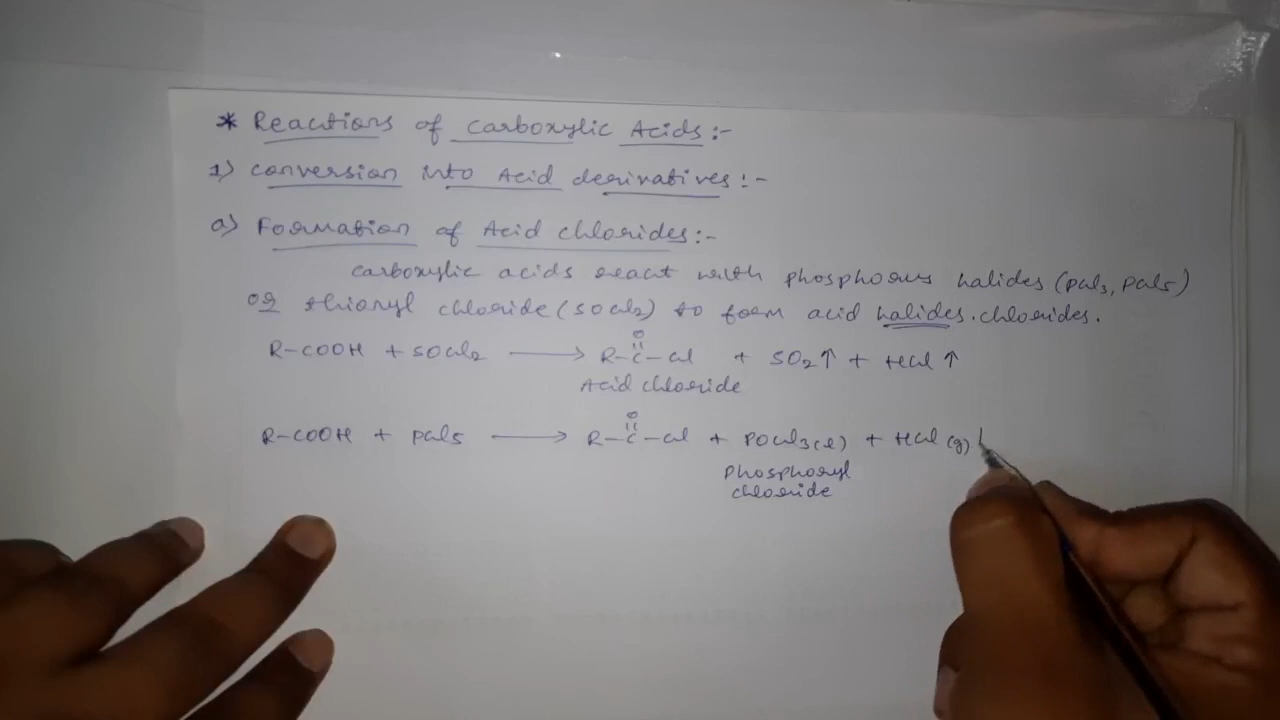 * Reactions of Carboxylic Acids:-
1) Conversion into Acid derivatives:-
a) Formation of Acid chlorides:-
Carboxylic acids react with phosphorus halides (PCl3, PCl5)
or thionyl chloride (SOCl2) to form acid halides. chlorides.
O
R-COOH + SOCl2 → R-C-Cl + SO2↑ + HCl↑
Acid chloride
O
R-COOH + PCl5 → R-C-Cl + POCl3(l) + HCl(g)
Phosphoryl
chloride